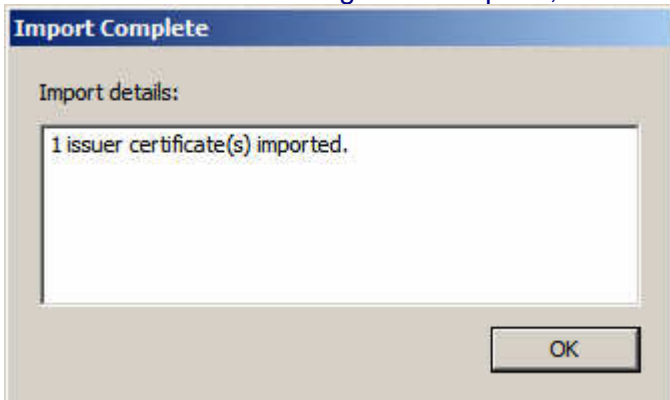 Import Complete
Import details:
1 issuer certificate(s) imported.
OK